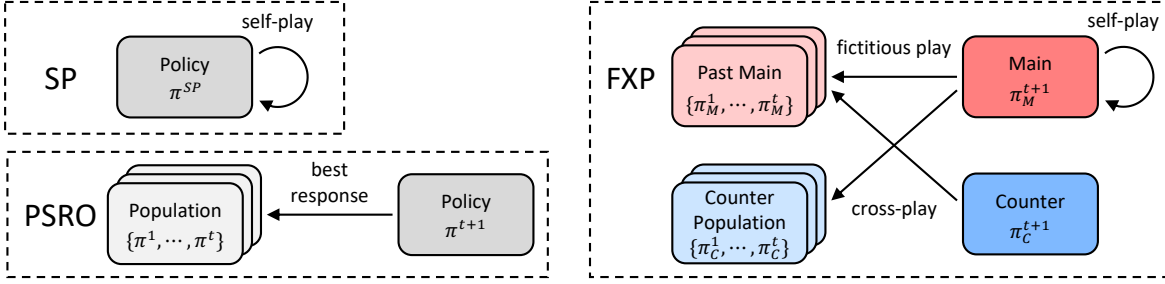 self-play
SP
Policy
π^{SP}
PSRO
Population
{π^1, ⋯, π^t}
best
response
Policy
π^{t+1}
FXP
Past Main
{π_M^1, ⋯, π_M^t}
fictitious play
self-play
Main
π_M^{t+1}
Counter
Population
{π_C^1, ⋯, π_C^t}
cross-play
Counter
π_C^{t+1}